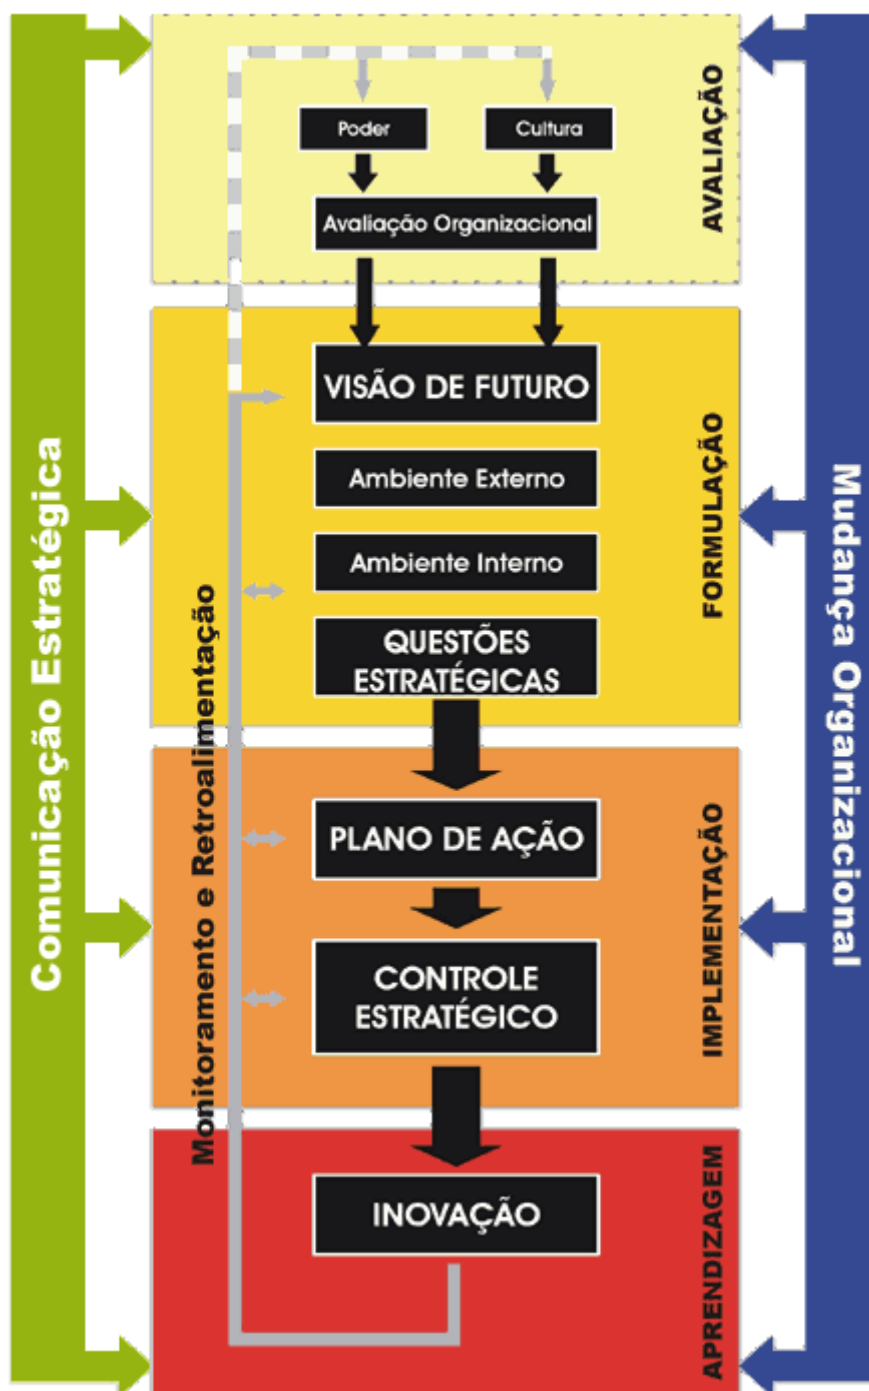 Comunicação Estratégica
Monitoramento e Retroalimentação
AVALIAÇÃO
Poder
Cultura
Avaliação Organizacional
FORMULAÇÃO
VISÃO DE FUTURO
Ambiente Externo
Ambiente Interno
QUESTÕES
ESTRATÉGICAS
IMPLEMENTAÇÃO
PLANO DE AÇÃO
CONTROLE
ESTRATÉGICO
APRENDIZAGEM
INOVAÇÃO
Mudança Organizacional